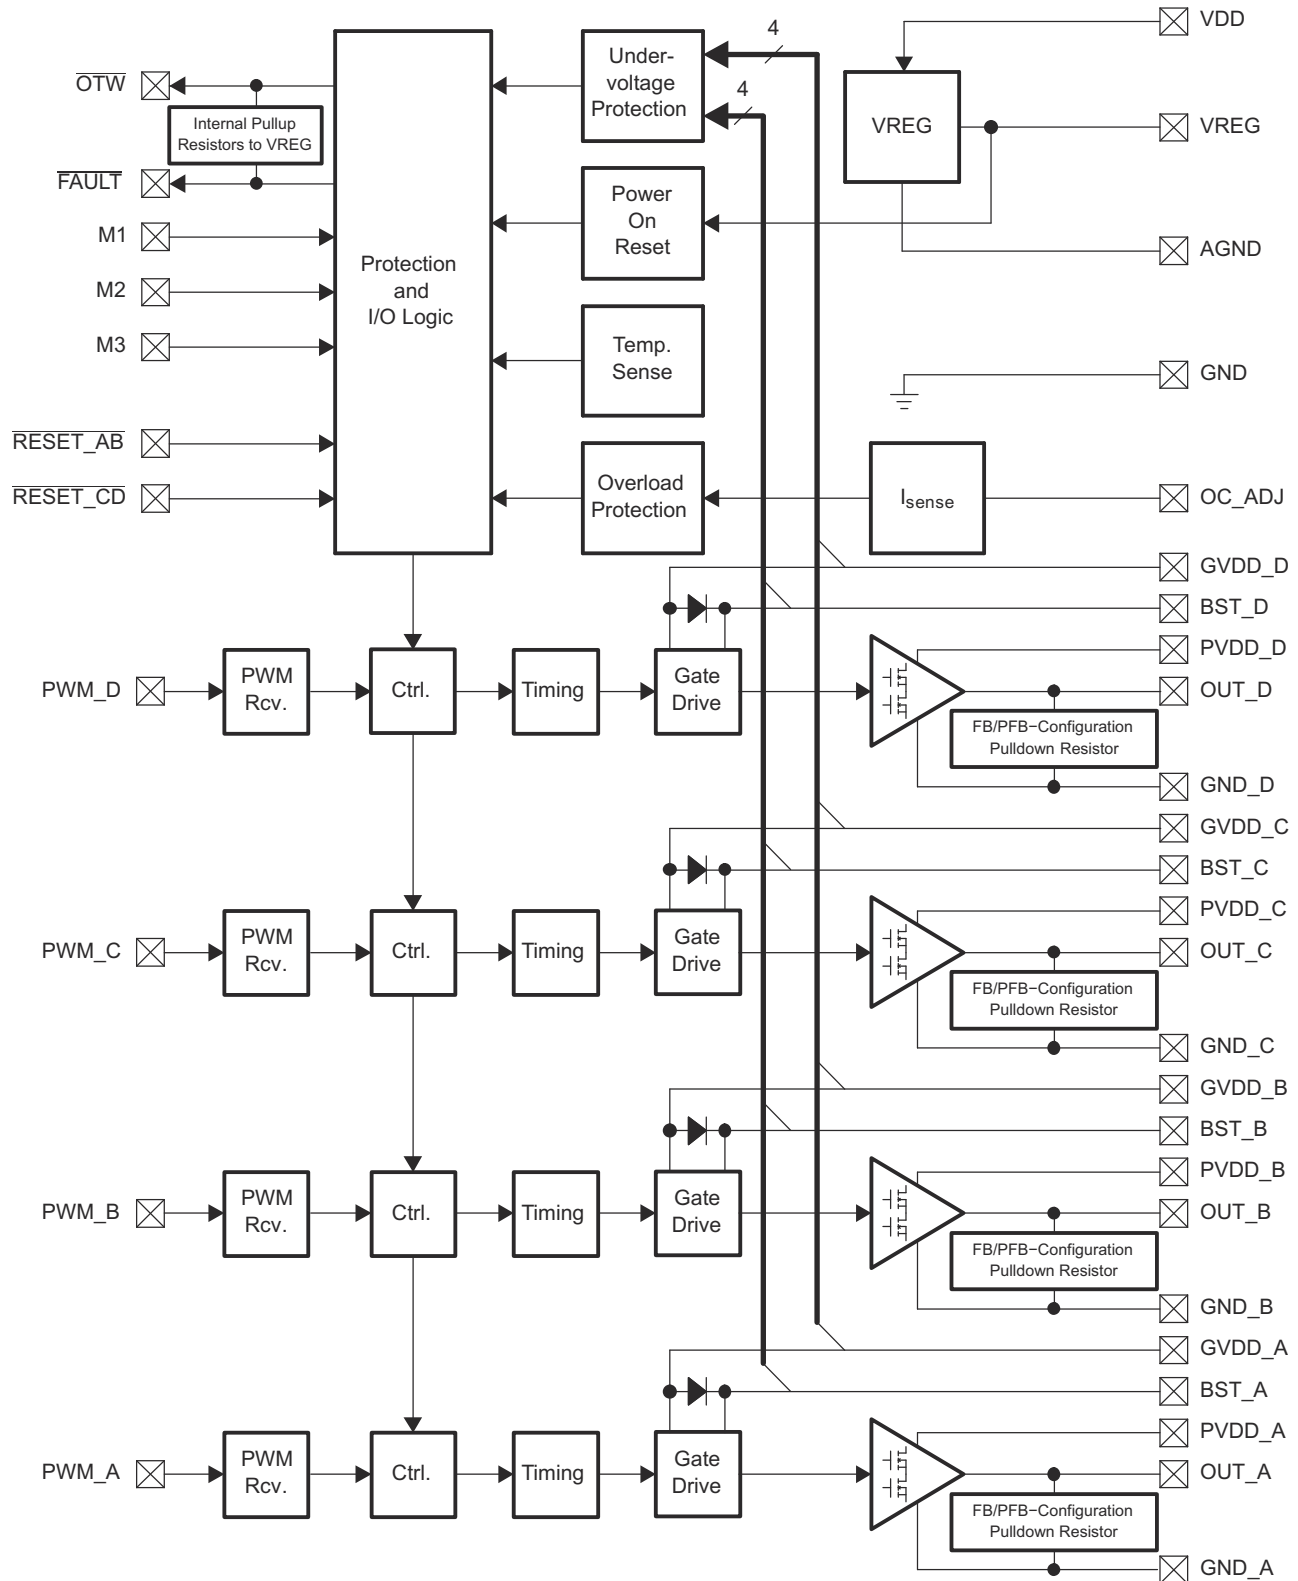 4
VDD
OTW
Under-
voltage
Protection
4
Internal Pullup
Resistors to VREG
VREG
VREG
FAULT
Power
On
Reset
M1
AGND
Protection
and
I/O Logic
M2
M3
Temp.
Sense
GND
RESET_AB
RESET_CD
Overload
Protection
Isense
OC_ADJ
GVDD_D
BST_D
PVDD_D
PWM_D
PWM
Rcv.
Ctrl.
Timing
Gate
Drive
OUT_D
FB/PFB−Configuration
Pulldown Resistor
GND_D
GVDD_C
BST_C
PVDD_C
PWM_C
PWM
Rcv.
Ctrl.
Timing
Gate
Drive
OUT_C
FB/PFB−Configuration
Pulldown Resistor
GND_C
GVDD_B
BST_B
PVDD_B
PWM_B
PWM
Rcv.
Ctrl.
Timing
Gate
Drive
OUT_B
FB/PFB−Configuration
Pulldown Resistor
GND_B
GVDD_A
BST_A
PVDD_A
PWM_A
PWM
Rcv.
Ctrl.
Timing
Gate
Drive
OUT_A
FB/PFB−Configuration
Pulldown Resistor
GND_A